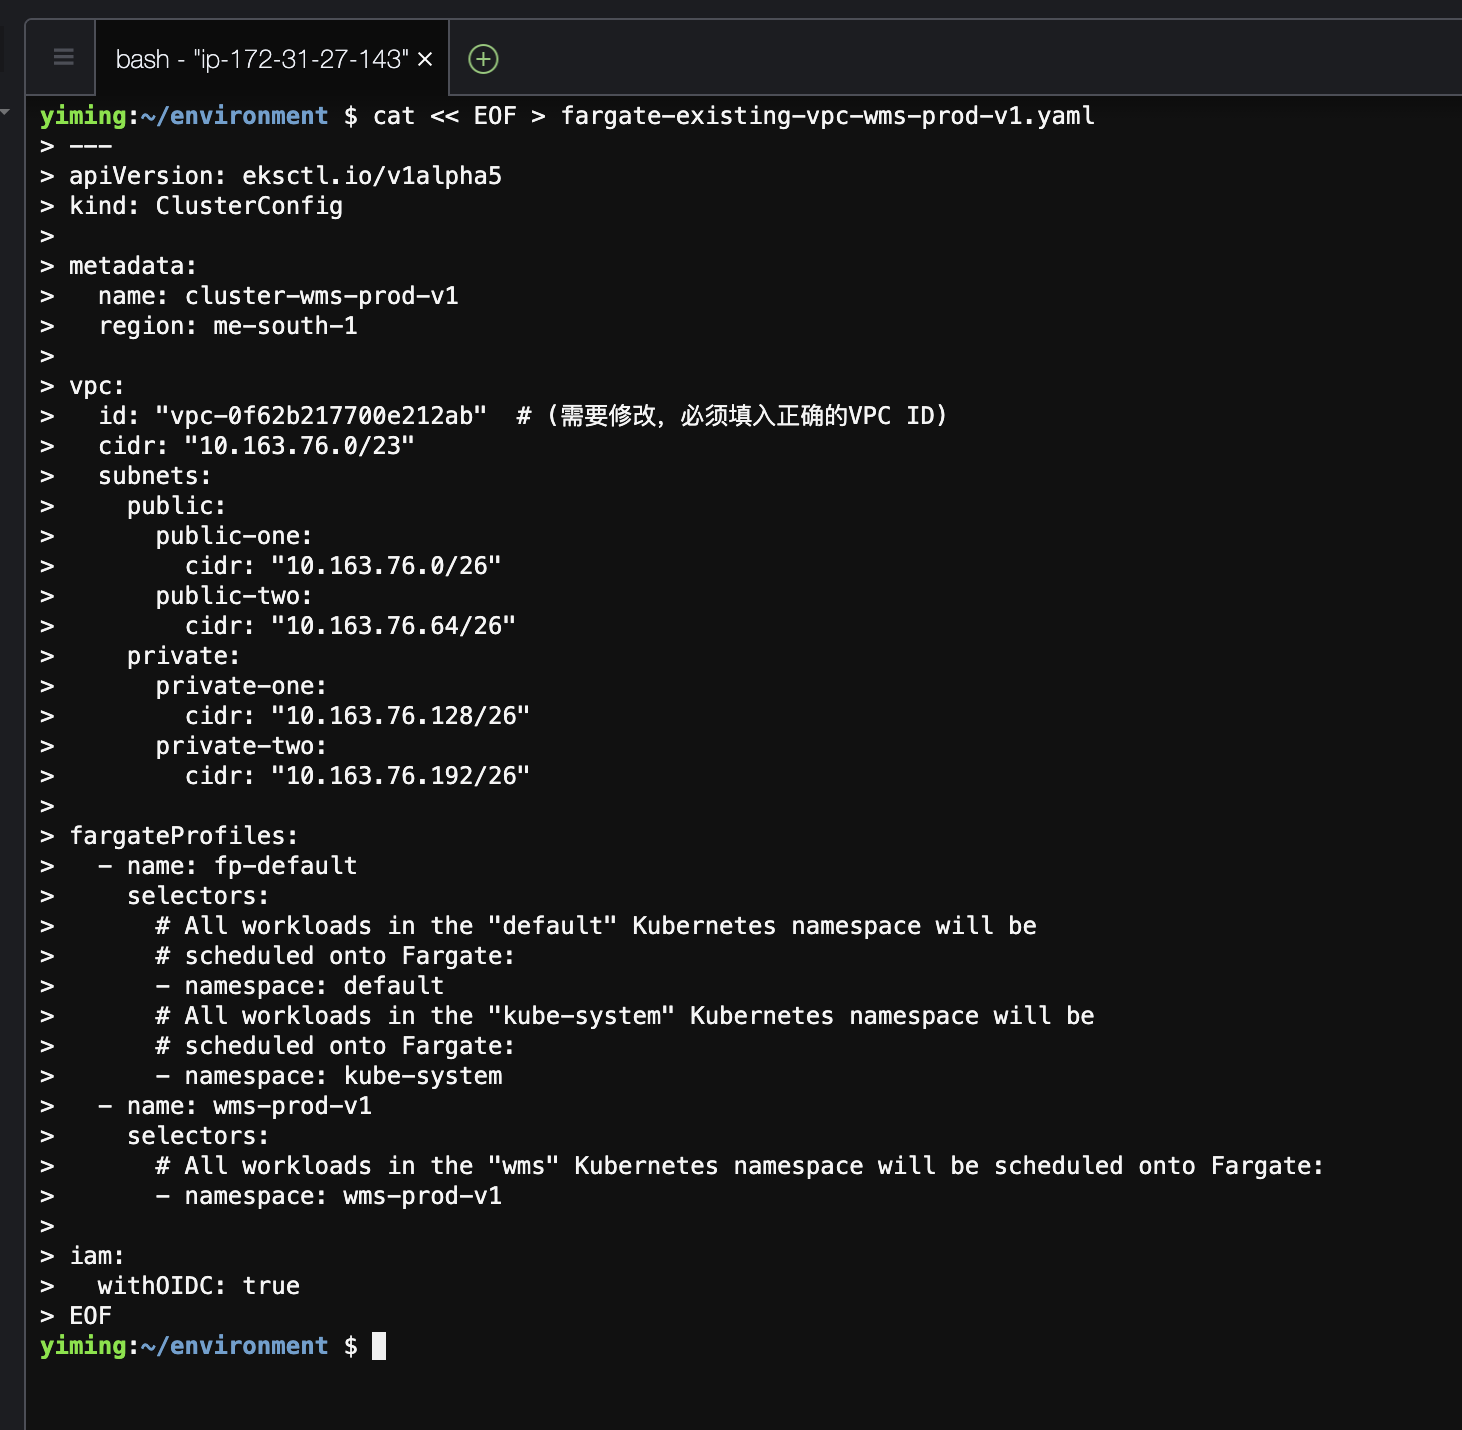 bash - "ip-172-31-27-143" ×
yiming:~/environment $ cat << EOF > fargate-existing-vpc-wms-prod-v1.yaml
> ---
> apiVersion: eksctl.io/v1alpha5
> kind: ClusterConfig
>
> metadata:
>   name: cluster-wms-prod-v1
>   region: me-south-1
>
> vpc:
>   id: "vpc-0f62b217700e212ab"  # (需要修改，必须填入正确的VPC ID)
>   cidr: "10.163.76.0/23"
>   subnets:
>     public:
>       public-one:
>         cidr: "10.163.76.0/26"
>       public-two:
>         cidr: "10.163.76.64/26"
>     private:
>       private-one:
>         cidr: "10.163.76.128/26"
>       private-two:
>         cidr: "10.163.76.192/26"
>
> fargateProfiles:
>   - name: fp-default
>     selectors:
>       # All workloads in the "default" Kubernetes namespace will be
>       # scheduled onto Fargate:
>       - namespace: default
>       # All workloads in the "kube-system" Kubernetes namespace will be
>       # scheduled onto Fargate:
>       - namespace: kube-system
>   - name: wms-prod-v1
>     selectors:
>       # All workloads in the "wms" Kubernetes namespace will be scheduled onto Fargate:
>       - namespace: wms-prod-v1
>
> iam:
>   withOIDC: true
> EOF
yiming:~/environment $